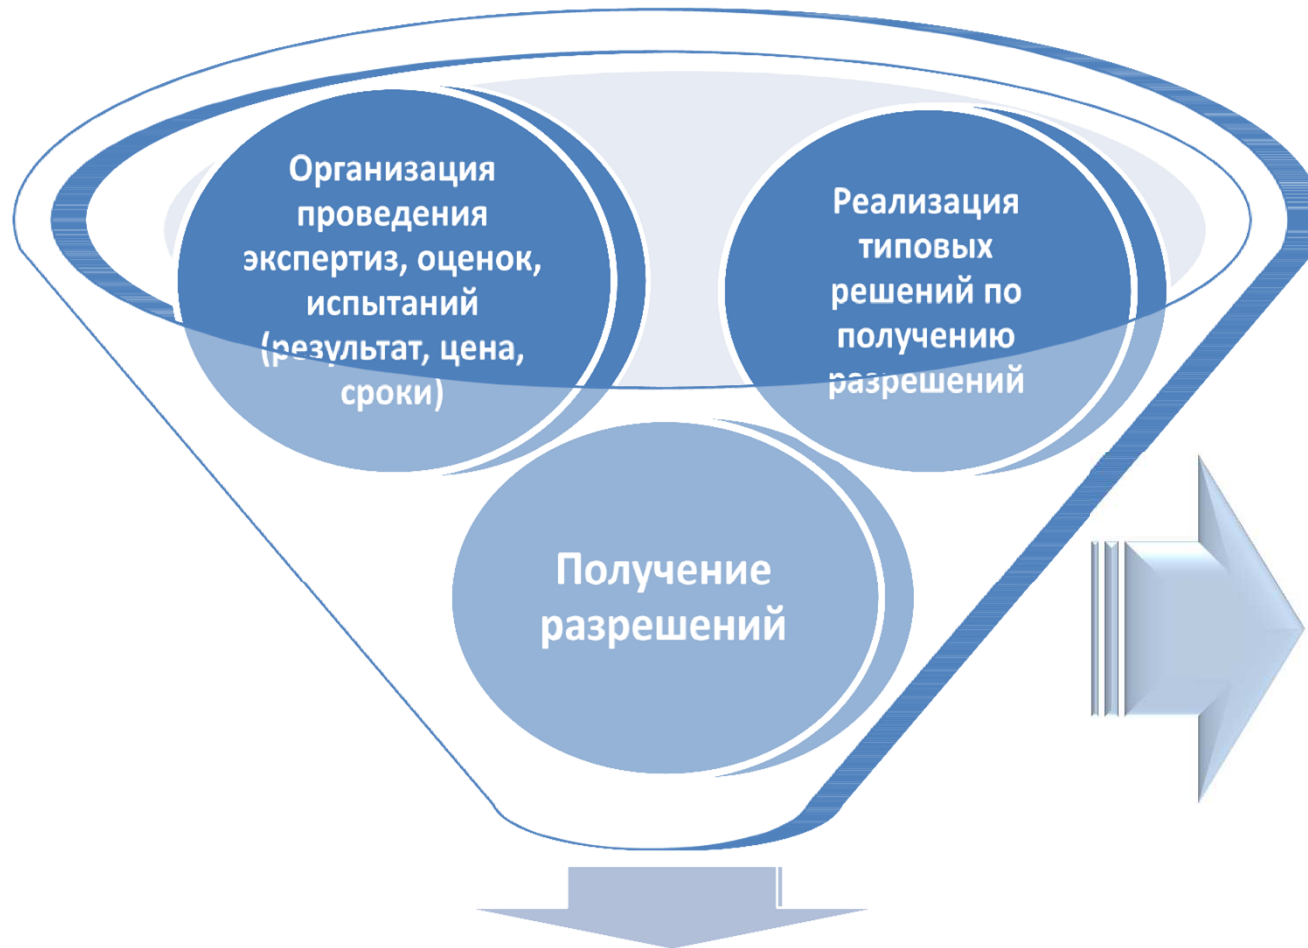 Организация
проведения
экспертиз, оценок,
испытаний
(результат, цена,
сроки)
Реализация
типовых
решений по
получению
разрешений
Получение
разрешений